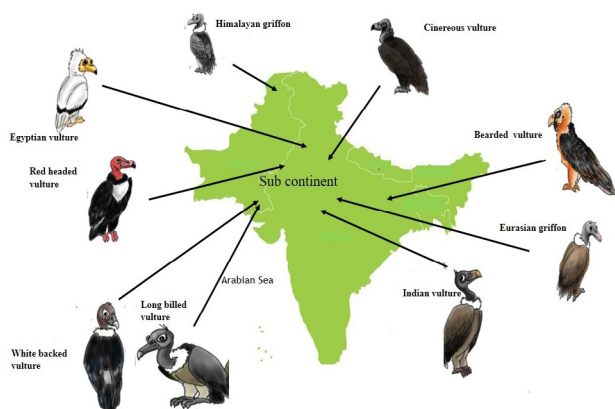 Himalayan griffon
Cinereous vulture
Egyptian vulture
Bearded vulture
Red headed
vulture
Sub continent
Eurasian griffon
Arabian Sea
Indian vulture
Long billed
vulture
White backed
vulture